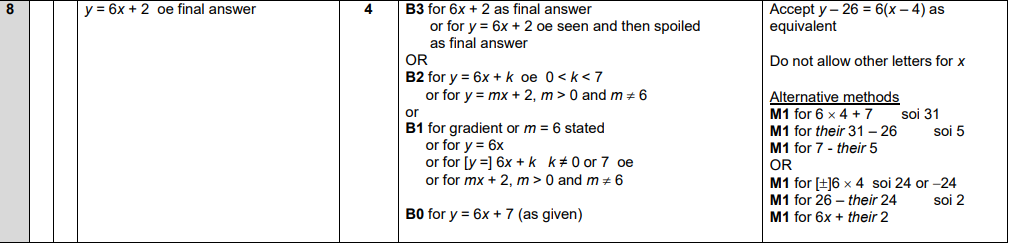 8
y = 6x + 2 oe final answer
4
B3 for 6x + 2 as final answer
or for y = 6x + 2 oe seen and then spoiled
as final answer
OR
B2 for y = 6x + k oe 0 < k < 7
or for y = mx + 2, m > 0 and m ≠ 6
or
B1 for gradient or m = 6 stated
or for y = 6x
or for [y =] 6x + k k ≠ 0 or 7 oe
or for mx + 2, m > 0 and m ≠ 6
B0 for y = 6x + 7 (as given)
Accept y – 26 = 6(x – 4) as
equivalent
Do not allow other letters for x
Alternative methods
M1 for 6 × 4 + 7 soi 31
M1 for their 31 – 26 soi 5
M1 for 7 - their 5
OR
M1 for [±]6 × 4 soi 24 or –24
M1 for 26 – their 24 soi 2
M1 for 6x + their 2